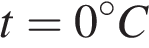 t = 0°C